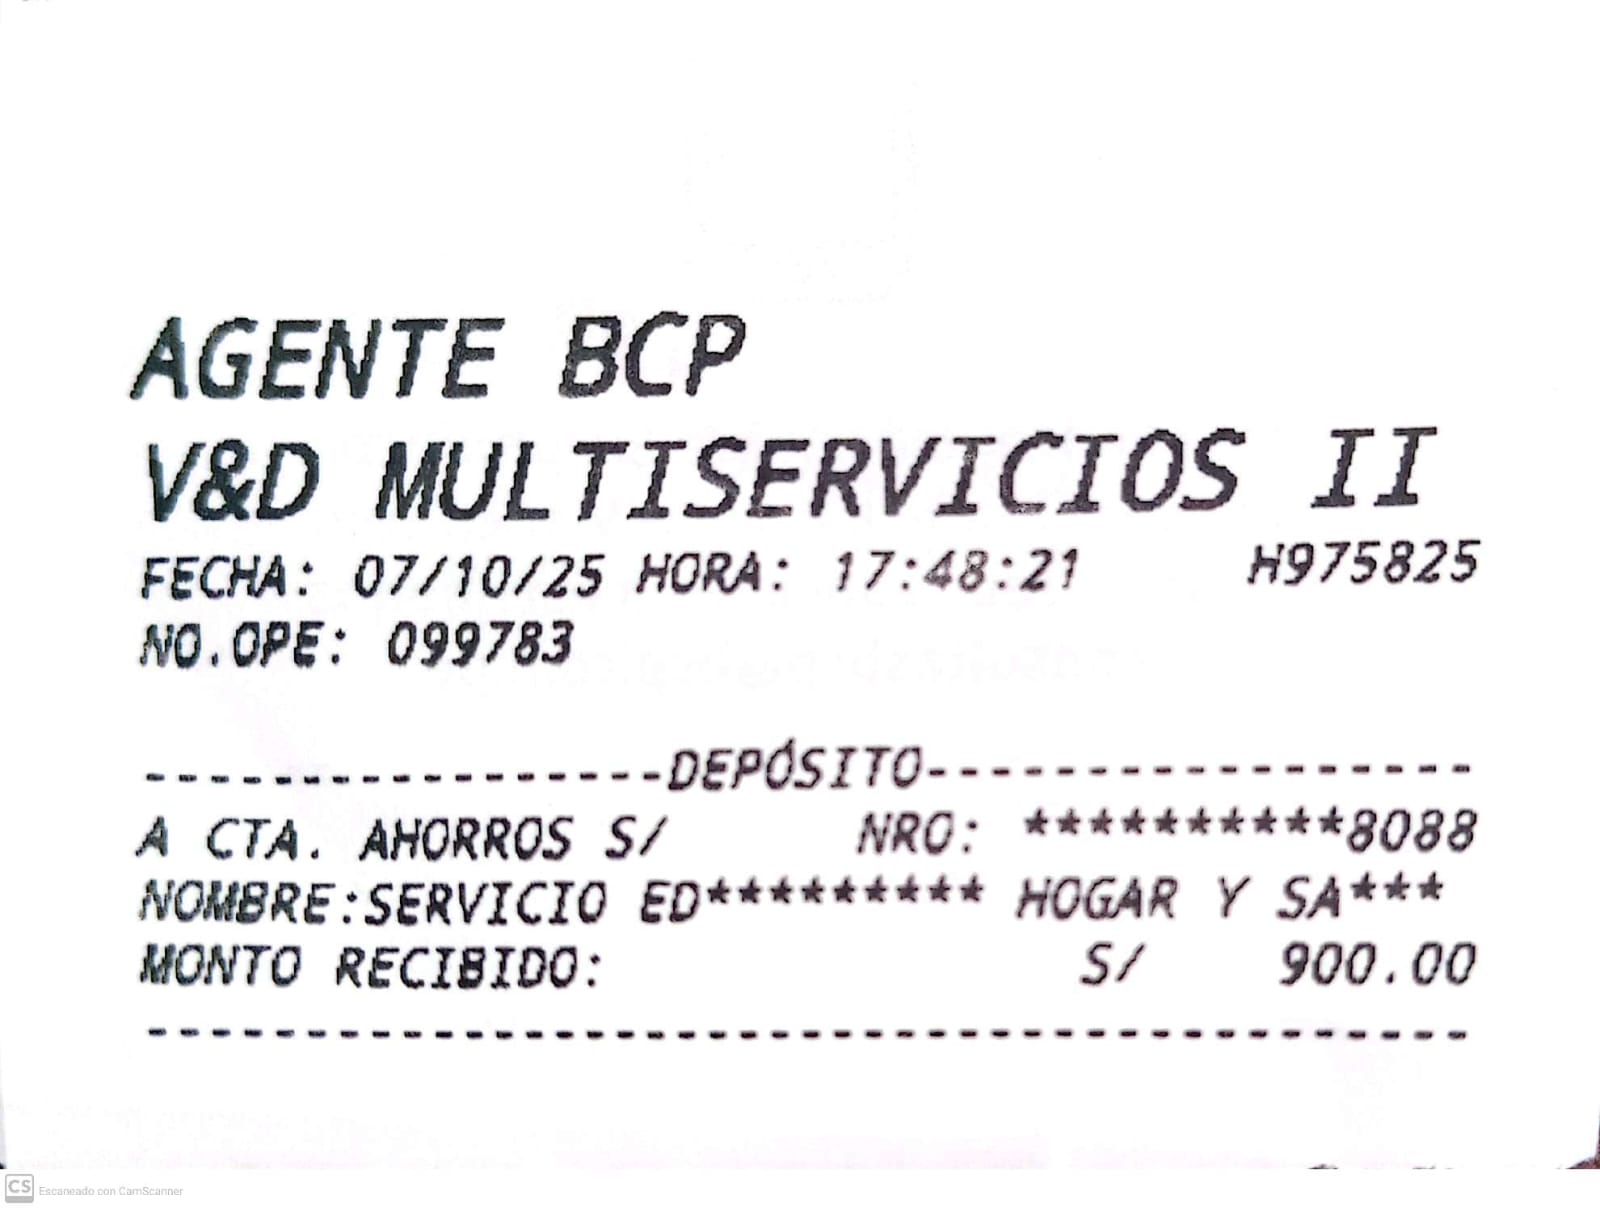 AGENTE BCP
V&D MULTISERVICIOS II
FECHA: 07/10/25 HORA: 17:48:21 H975825
NO.OPE: 099783
----------------DEPÓSITO-----------------
A CTA. AHORROS S/ NRO: **********8088
NOMBRE:SERVICIO ED********* HOGAR Y SA***
MONTO RECIBIDO: S/ 900.00
------------------------------------------
CS Escaneado con CamScanner